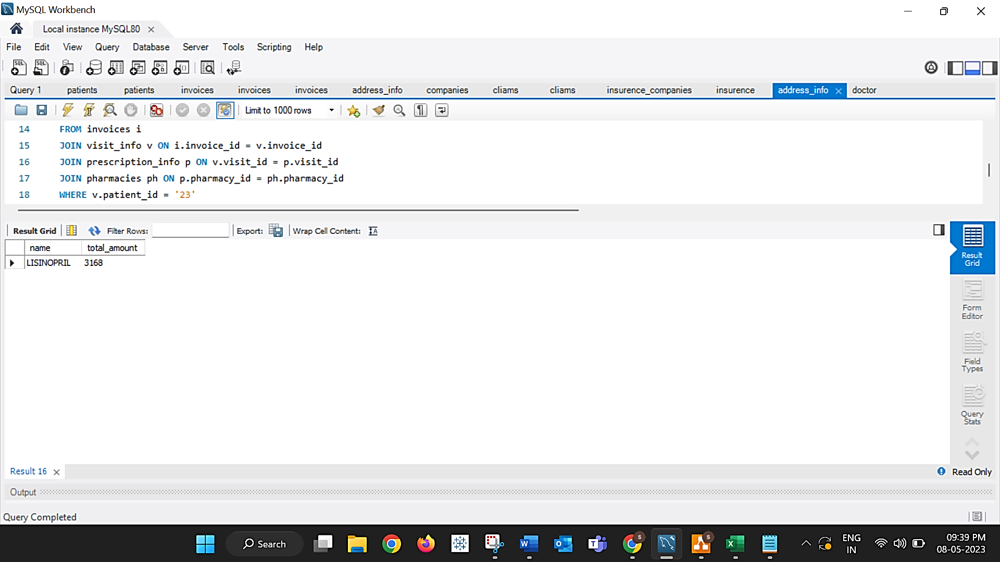 MySQL Workbench
Local instance MySQL80
File Edit View Query Database Server Tools Scripting Help
Query 1 patients patients invoices invoices invoices address_info companies cliams cliams insurence_companies insurence address_info doctor
Limit to 1000 rows
14 FROM invoices i
15 JOIN visit_info v ON i.invoice_id = v.invoice_id
16 JOIN prescription_info p ON v.visit_id = p.visit_id
17 JOIN pharmacies ph ON p.pharmacy_id = ph.pharmacy_id
18 WHERE v.patient_id = '23'
Result Grid Filter Rows: Export: Wrap Cell Content:
name total_amount
LISINOPRIL 3168
Result
Grid
Form
Editor
Field
Types
Query
Stats
Result 16 Read Only
Output
Query Completed
Search
ENG
IN
09:39 PM
08-05-2023